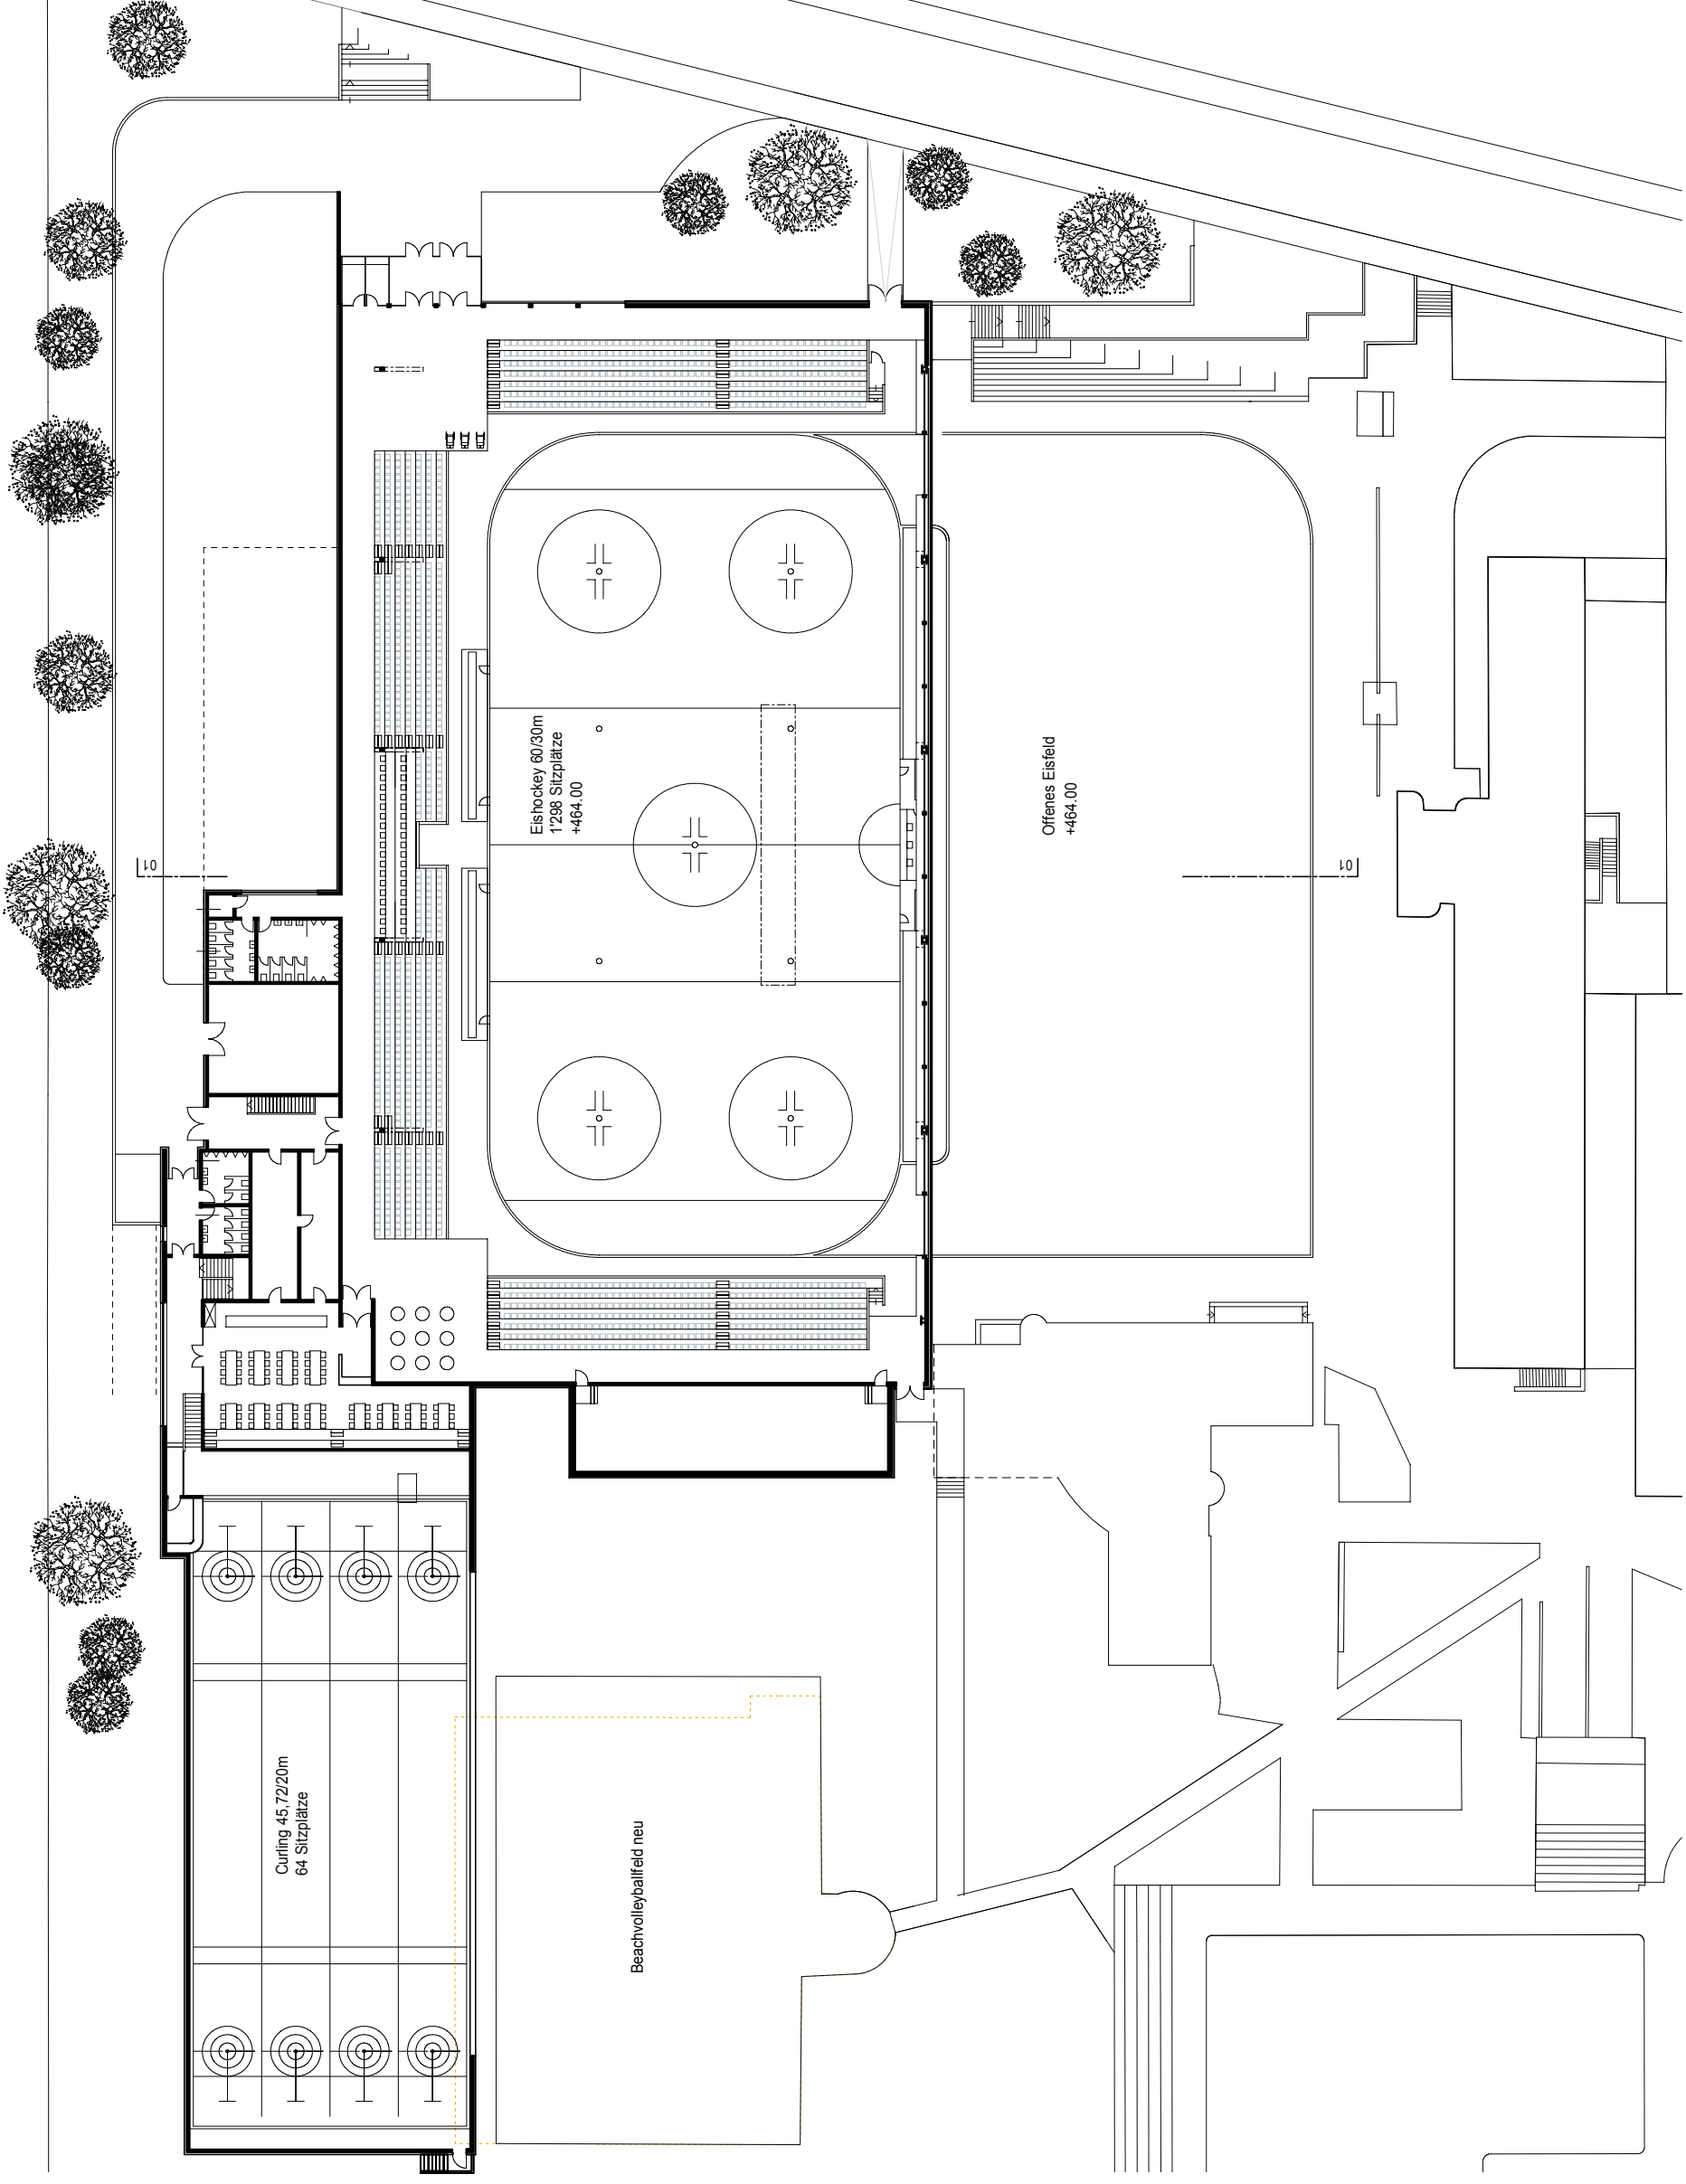 Eishockey 60/30m
1'298 Sitzplätze
+464.00
Offenes Eisfeld
+464.00
01
01
Curling 45,72/20m
64 Sitzplätze
Beachvolleyballfeld neu